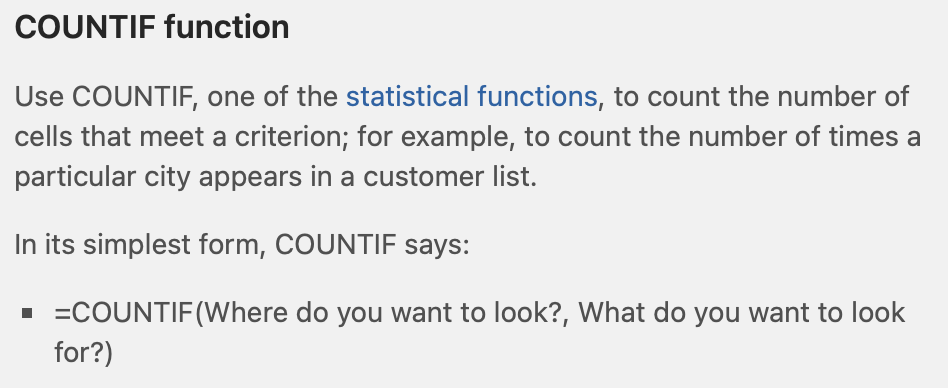 COUNTIF function
Use COUNTIF, one of the statistical functions, to count the number of
cells that meet a criterion; for example, to count the number of times a
particular city appears in a customer list.
In its simplest form, COUNTIF says:
▪ =COUNTIF(Where do you want to look?, What do you want to look
for?)